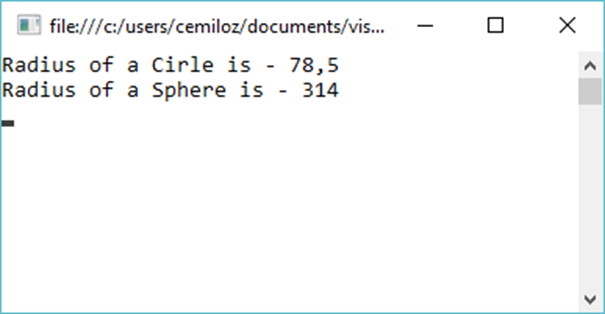 file:///c:/users/cemiloz/documents/vis...
Radius of a Cirle is - 78,5
Radius of a Sphere is - 314